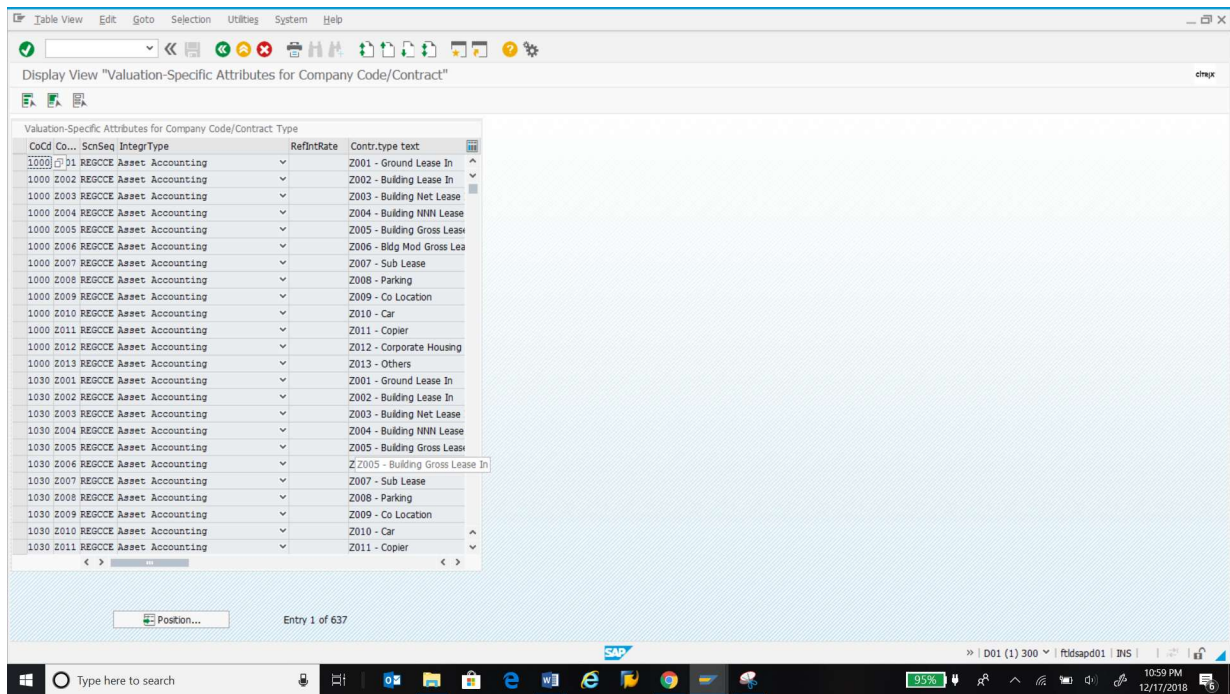 Table View Edit Goto Selection Utilities System Help
Display View "Valuation-Specific Attributes for Company Code/Contract"
citrix
Valuation-Specific Attributes for Company Code/Contract Type
CoCd Co... ScnSeq IntegrType RefIntRate Contr.type text
1000 01 REGCCE Asset Accounting Z001 - Ground Lease In
1000 Z002 REGCCE Asset Accounting Z002 - Building Lease In
1000 Z003 REGCCE Asset Accounting Z003 - Building Net Lease
1000 Z004 REGCCE Asset Accounting Z004 - Building NNN Lease
1000 Z005 REGCCE Asset Accounting Z005 - Building Gross Lease
1000 Z006 REGCCE Asset Accounting Z006 - Bldg Mod Gross Lea
1000 Z007 REGCCE Asset Accounting Z007 - Sub Lease
1000 Z008 REGCCE Asset Accounting Z008 - Parking
1000 Z009 REGCCE Asset Accounting Z009 - Co Location
1000 Z010 REGCCE Asset Accounting Z010 - Car
1000 Z011 REGCCE Asset Accounting Z011 - Copier
1000 Z012 REGCCE Asset Accounting Z012 - Corporate Housing
1000 Z013 REGCCE Asset Accounting Z013 - Others
1030 Z001 REGCCE Asset Accounting Z001 - Ground Lease In
1030 Z002 REGCCE Asset Accounting Z002 - Building Lease In
1030 Z003 REGCCE Asset Accounting Z003 - Building Net Lease
1030 Z004 REGCCE Asset Accounting Z004 - Building NNN Lease
1030 Z005 REGCCE Asset Accounting Z005 - Building Gross Lease
1030 Z006 REGCCE Asset Accounting Z Z005 - Building Gross Lease In
1030 Z007 REGCCE Asset Accounting Z007 - Sub Lease
1030 Z008 REGCCE Asset Accounting Z008 - Parking
1030 Z009 REGCCE Asset Accounting Z009 - Co Location
1030 Z010 REGCCE Asset Accounting Z010 - Car
1030 Z011 REGCCE Asset Accounting Z011 - Copier
Position... Entry 1 of 637
SAP D01 (1) 300 ftldsapd01 INS
Type here to search 95% 10:59 PM
12/17/2018